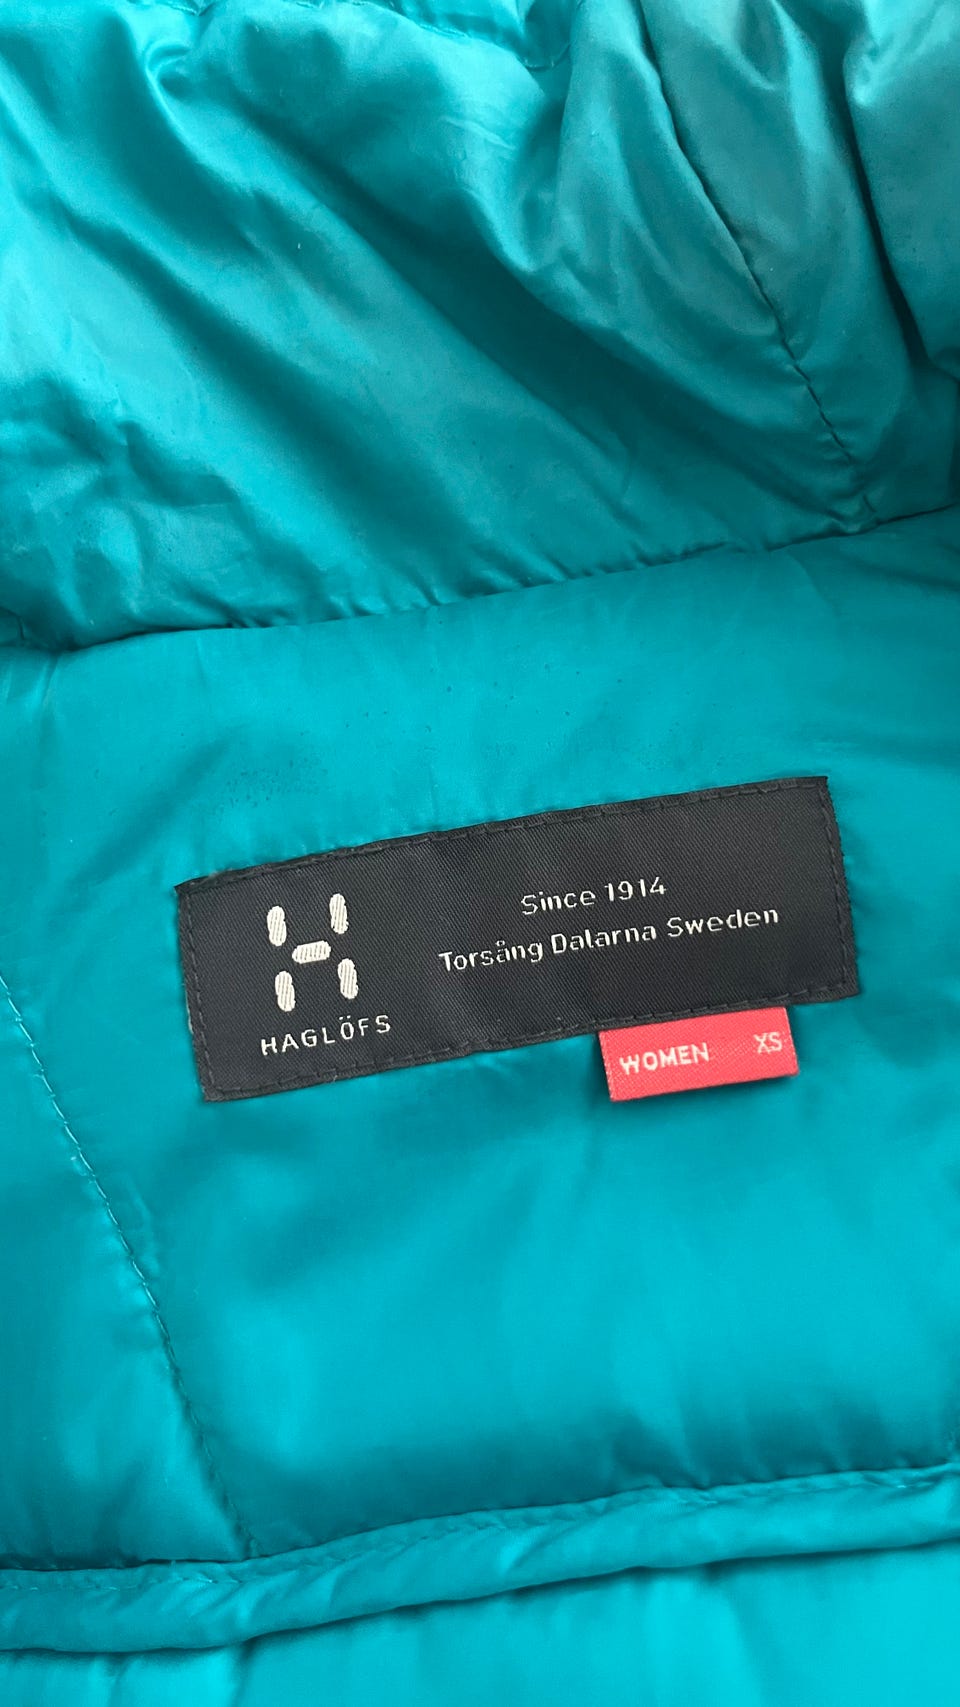 Since 1914
Torsång Dalarna Sweden
HAGLÖFS
WOMEN XS